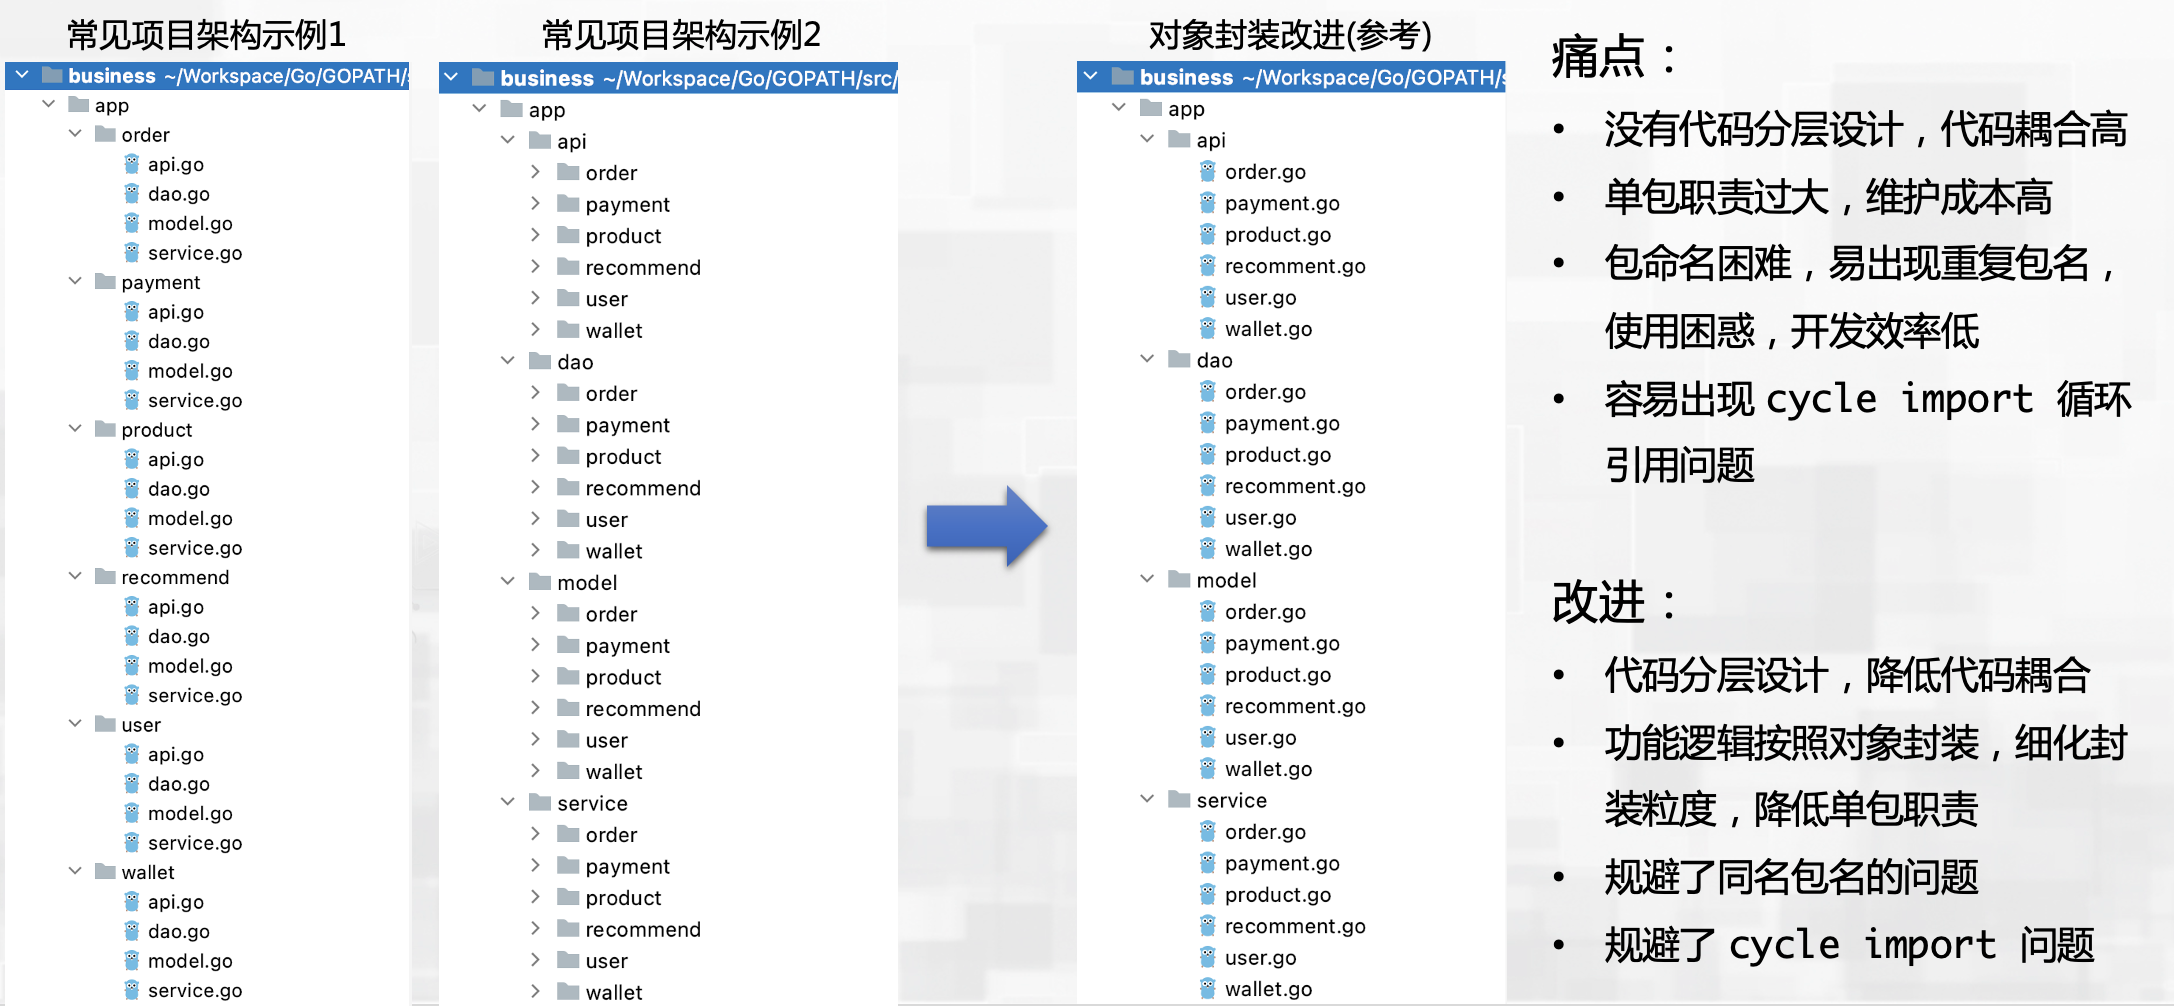 常见项目架构示例1
business ~/Workspace/Go/GOPATH/s
app
order
api.go
dao.go
model.go
service.go
payment
api.go
dao.go
model.go
service.go
product
api.go
dao.go
model.go
service.go
recommend
api.go
dao.go
model.go
service.go
user
api.go
dao.go
model.go
service.go
wallet
api.go
dao.go
model.go
service.go
常见项目架构示例2
business ~/Workspace/Go/GOPATH/src/
app
api
order
payment
product
recommend
user
wallet
dao
order
payment
product
recommend
user
wallet
model
order
payment
product
recommend
user
wallet
service
order
payment
product
recommend
user
wallet
对象封装改进(参考)
business ~/Workspace/Go/GOPATH/s
app
api
order.go
payment.go
product.go
recomment.go
user.go
wallet.go
dao
order.go
payment.go
product.go
recomment.go
user.go
wallet.go
model
order.go
payment.go
product.go
recomment.go
user.go
wallet.go
service
order.go
payment.go
product.go
recomment.go
user.go
wallet.go
痛点：
• 没有代码分层设计，代码耦合高
• 单包职责过大，维护成本高
• 包命名困难，易出现重复包名，
使用困惑，开发效率低
• 容易出现 cycle import 循环
引用问题
改进：
• 代码分层设计，降低代码耦合
• 功能逻辑按照对象封装，细化封
装粒度，降低单包职责
• 规避了同名包名的问题
• 规避了 cycle import 问题